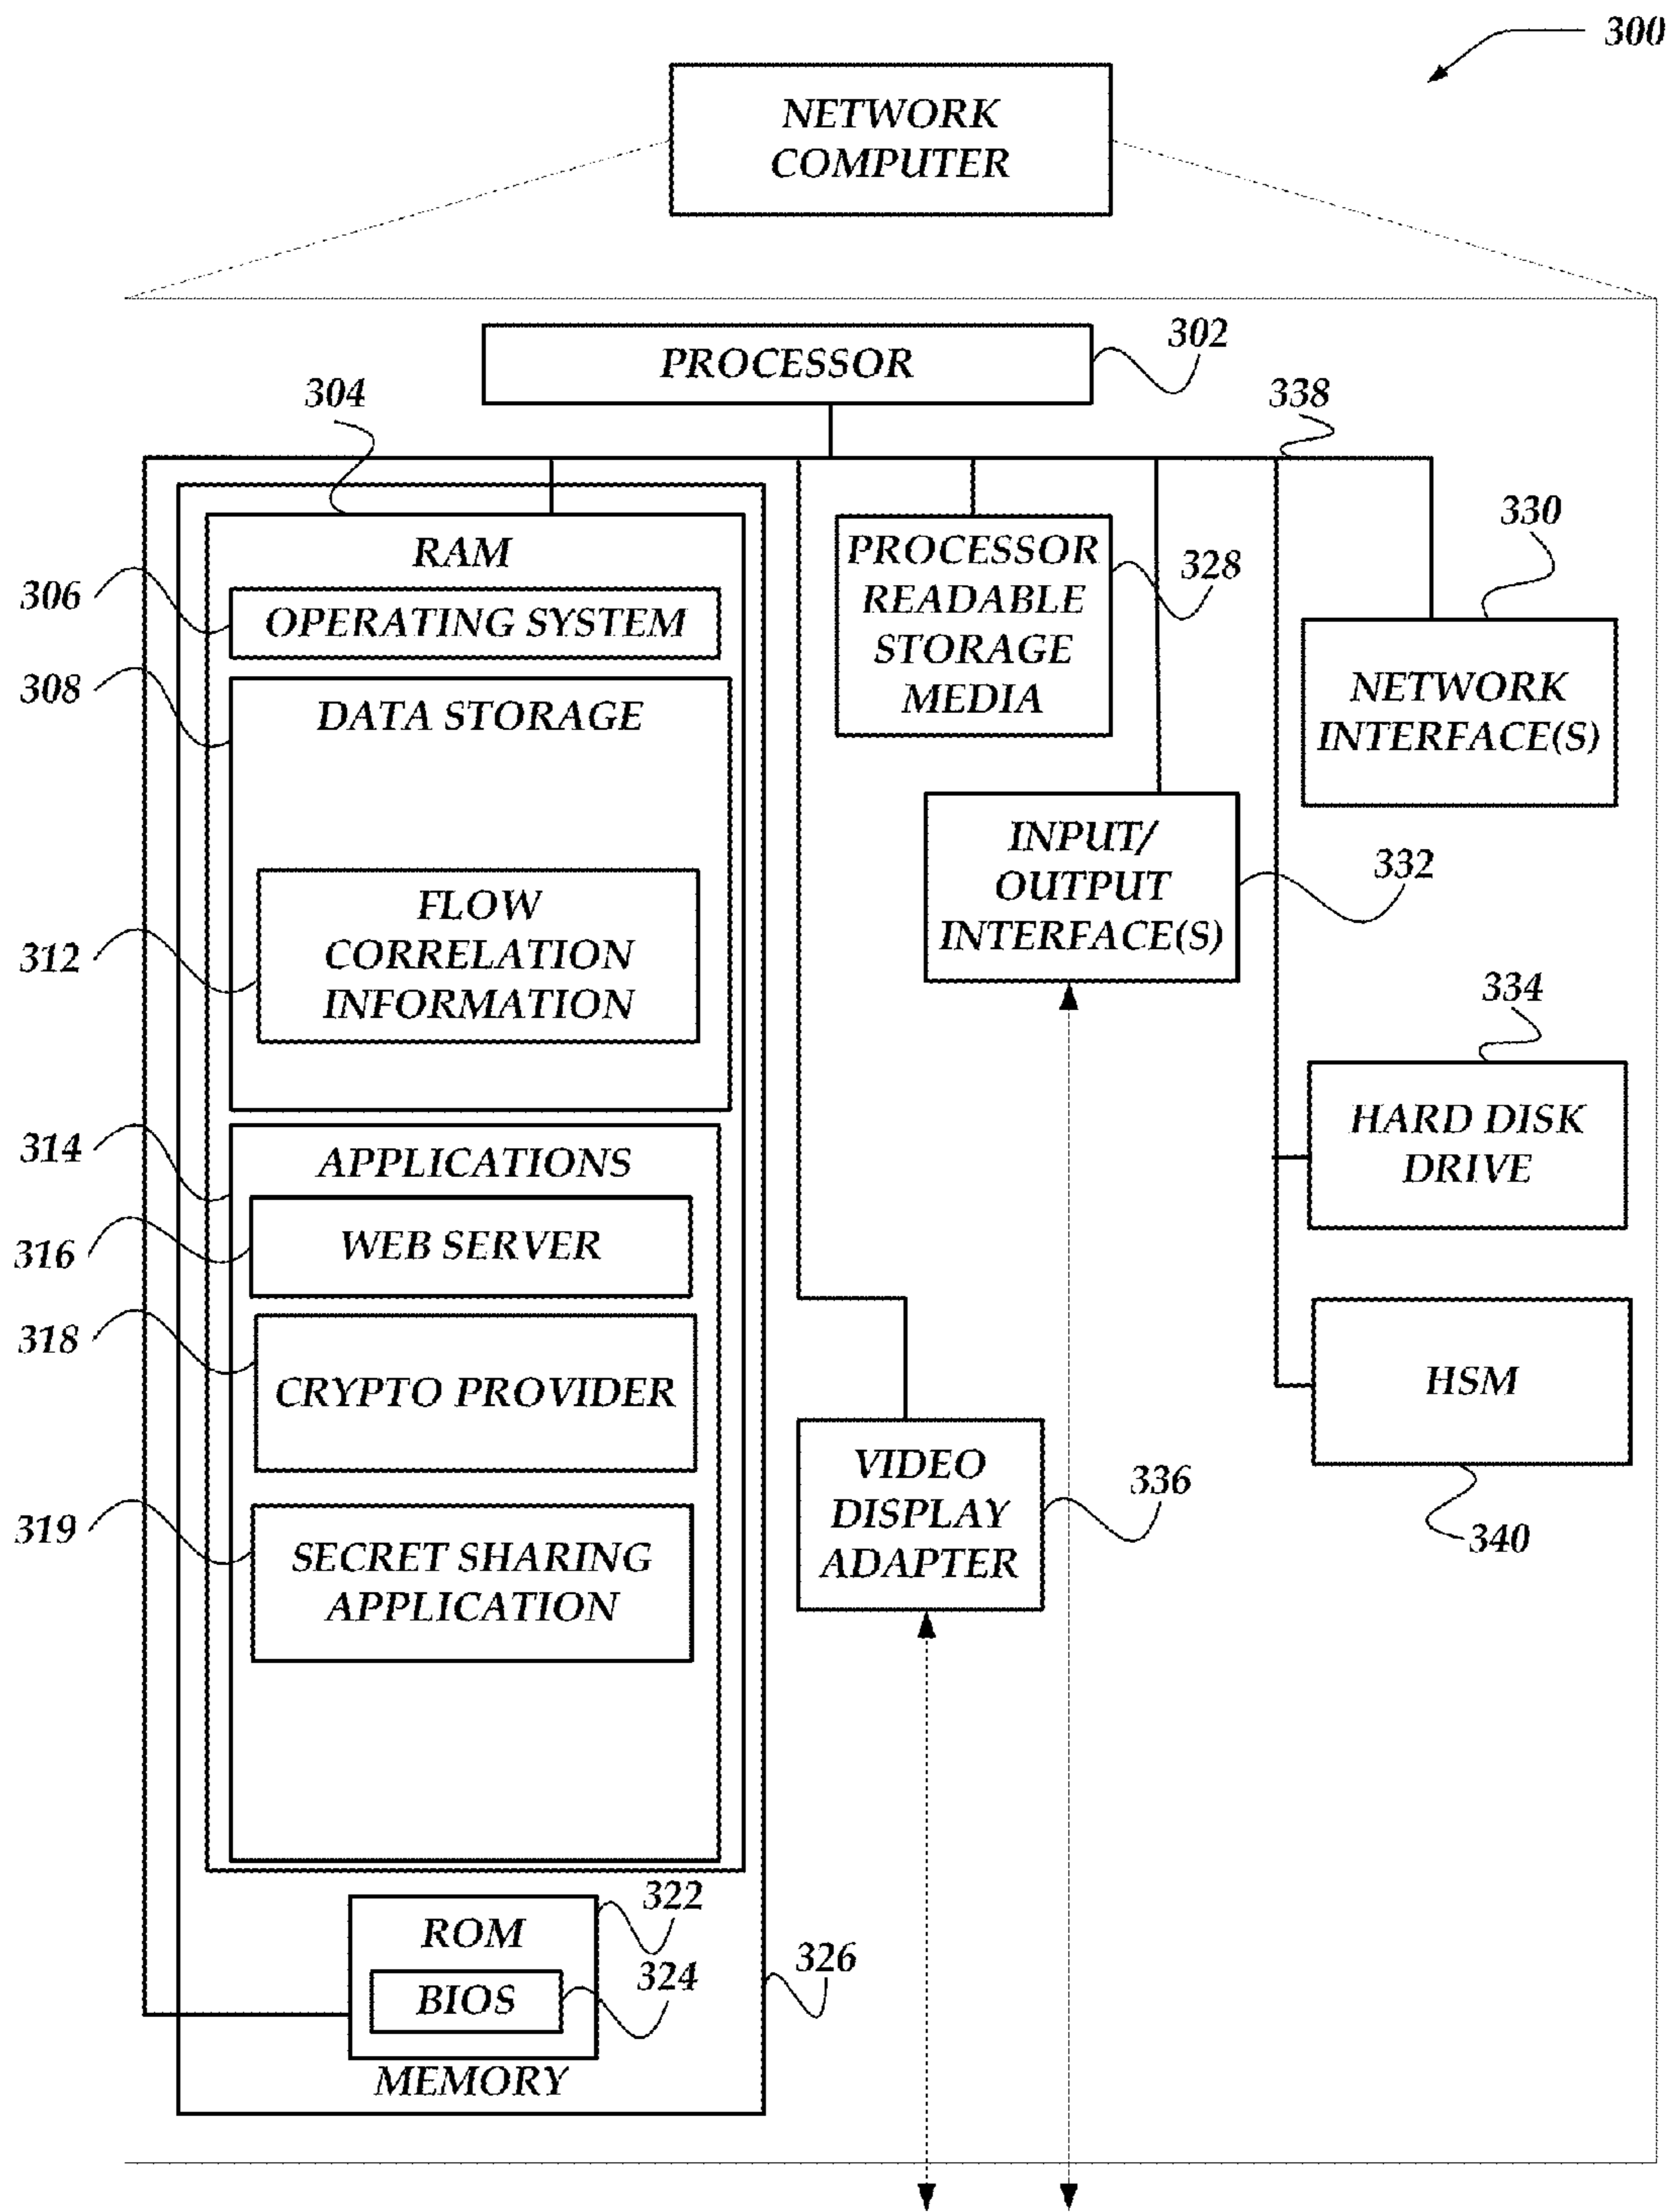 300
NETWORK
COMPUTER
PROCESSOR
302
304
338
RAM
306
OPERATING SYSTEM
308
DATA STORAGE
312
FLOW
CORRELATION
INFORMATION
314
APPLICATIONS
316
WEB SERVER
318
CRYPTO PROVIDER
319
SECRET SHARING
APPLICATION
322
ROM
324
BIOS
326
MEMORY
PROCESSOR
READABLE
STORAGE
MEDIA
328
330
NETWORK
INTERFACE(S)
INPUT/
OUTPUT
INTERFACE(S)
332
334
HARD DISK
DRIVE
HSM
340
VIDEO
DISPLAY
ADAPTER
336